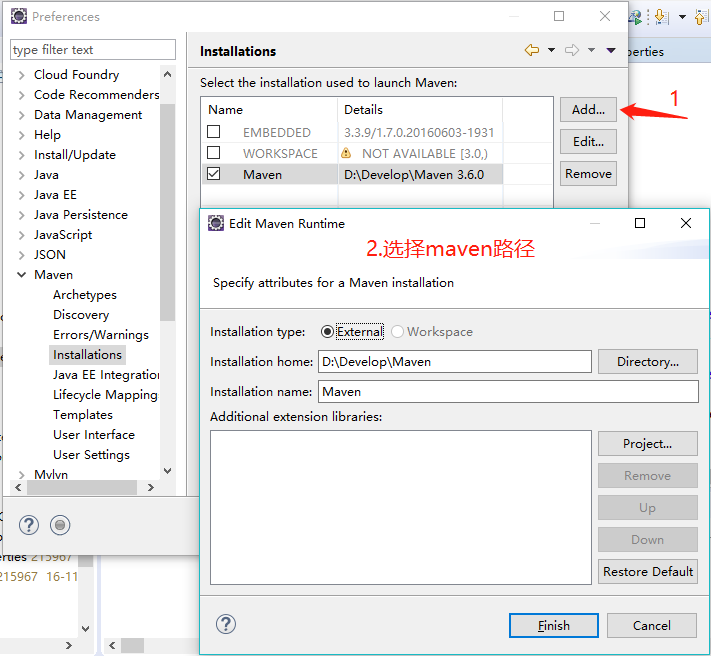 Preferences
type filter text
Cloud Foundry
Code Recommenders
Data Management
Help
Install/Update
Java
Java EE
Java Persistence
JavaScript
JSON
Maven
Archetypes
Discovery
Errors/Warnings
Installations
Java EE Integration
Lifecycle Mapping
Templates
User Interface
User Settings
Mylyn
Installations
Select the installation used to launch Maven:
Name Details
EMBEDDED 3.3.9/1.7.0.20160603-1931
WORKSPACE NOT AVAILABLE [3.0,)
Maven D:\Develop\Maven 3.6.0
Add...
Edit...
Remove
1
perties
Edit Maven Runtime
2.选择maven路径
Specify attributes for a Maven installation
Installation type: External Workspace
Installation home: D:\Develop\Maven Directory...
Installation name: Maven
Additional extension libraries:
Project...
Remove
Up
Down
Restore Default
Finish Cancel
erties 215967
215967 16-11